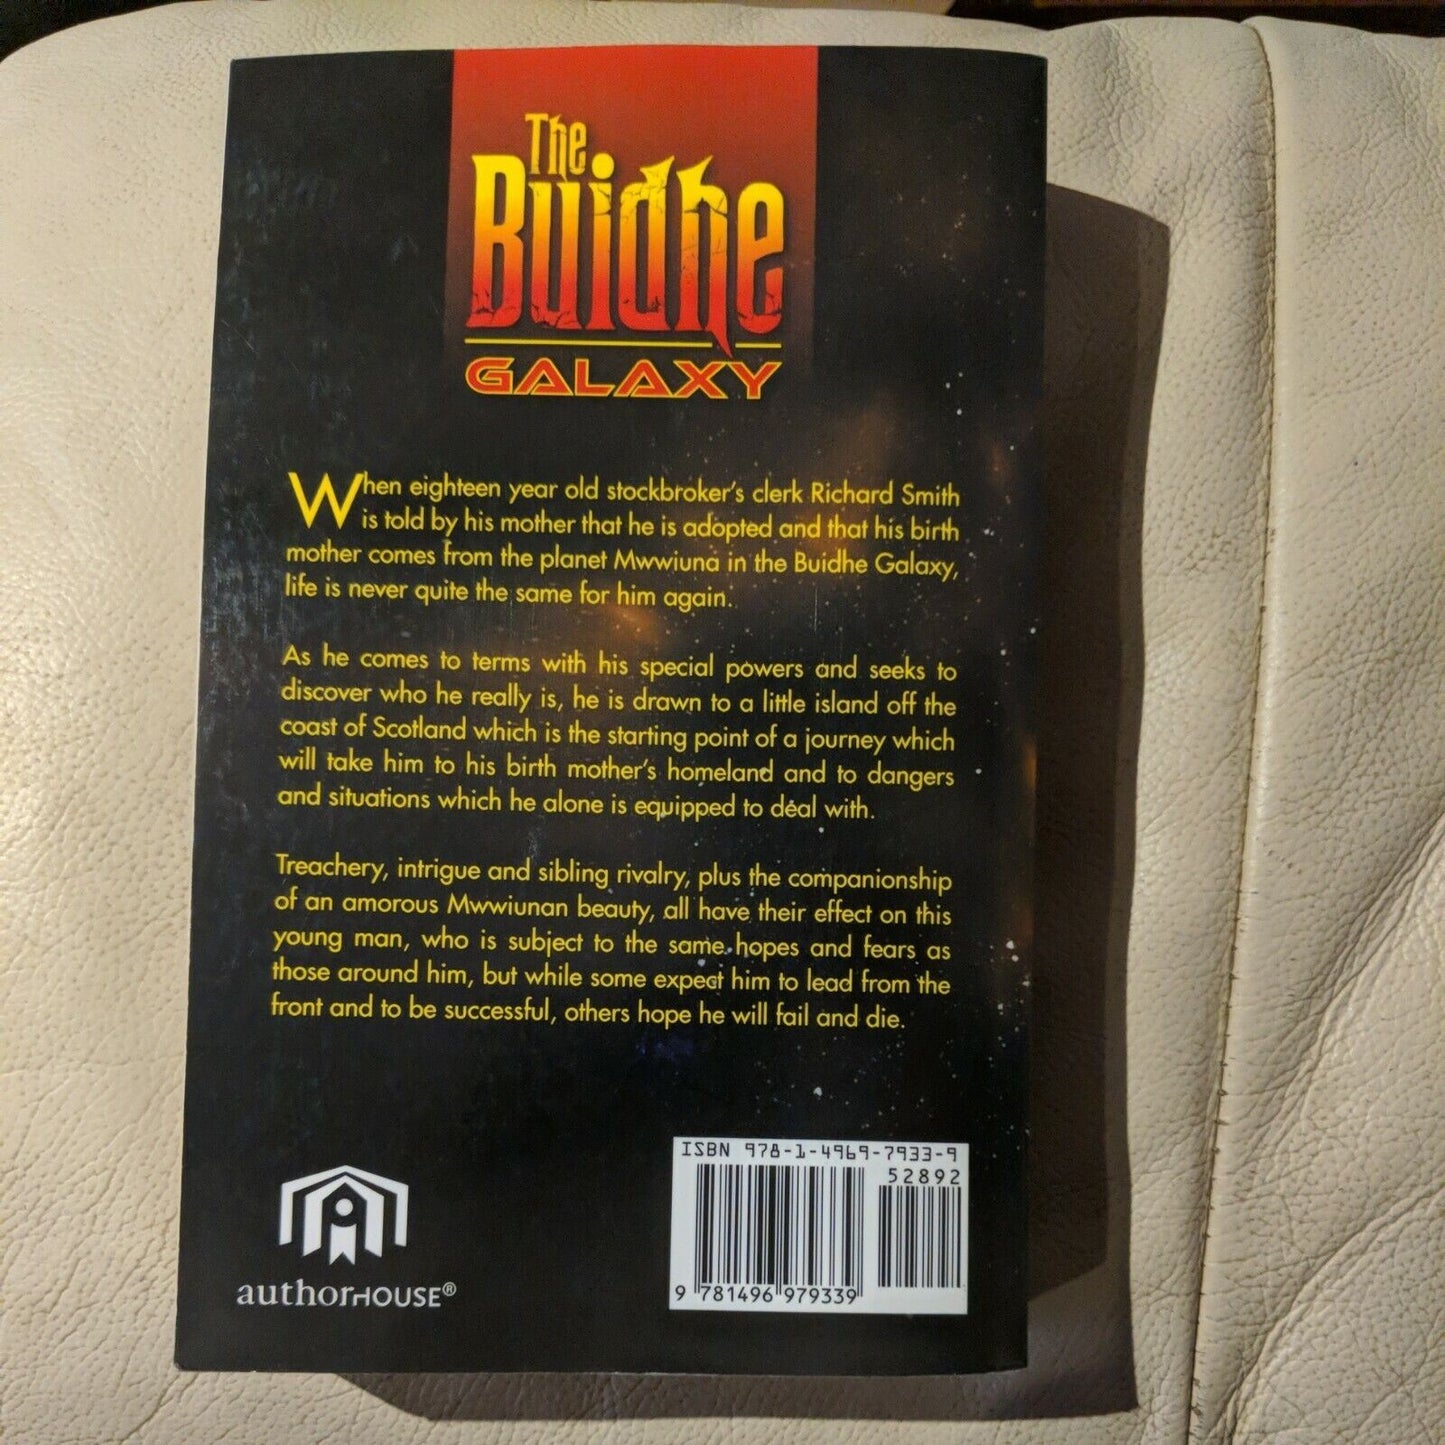 The
Buidhe
GALAXY
When eighteen year old stockbroker's clerk Richard Smith
is told by his mother that he is adopted and that his birth
mother comes from the planet Mwwiuna in the Buidhe Galaxy,
life is never quite the same for him again.
As he comes to terms with his special powers and seeks to
discover who he really is, he is drawn to a little island off the
coast of Scotland which is the starting point of a journey which
will take him to his birth mother's homeland and to dangers
and situations which he alone is equipped to deal with.
Treachery, intrigue and sibling rivalry, plus the companionship
of an amorous Mwwiunan beauty, all have their effect on this
young man, who is subject to the same hopes and fears as
those around him, but while some expect him to lead from the
front and to be successful, others hope he will fail and die.
authorHOUSE®
ISBN 978-1-4969-7933-9
52892
9 781496 979339